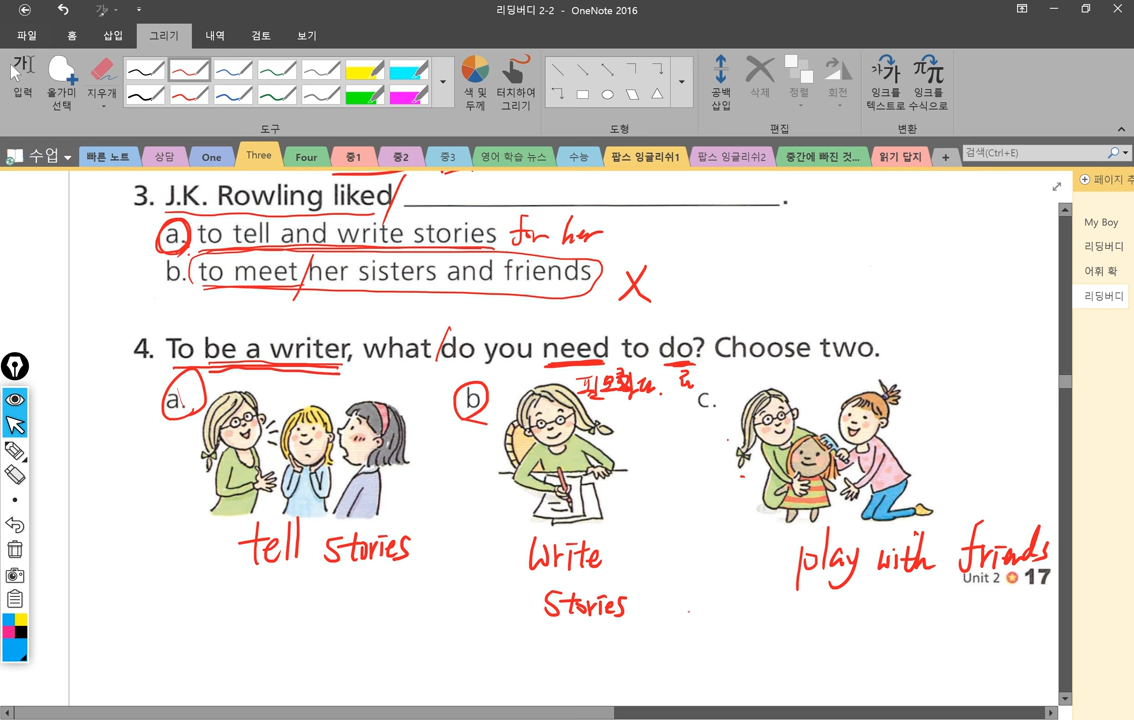 리딩버디 2-2 - OneNote 2016
파일 홈 삽입 그리기 내역 검토 보기
입력 올가미 선택 지우개 색 및 두께 터치하여 그리기 공백 삽입 삭제 정렬 회전 잉크를 텍스트로 잉크를 수식으로
도구 도형 편집 변환
수업 빠른 노트 상담 One Three Four 중1 중2 중3 영어 학습 뉴스 수능 팝스 잉글리쉬1 팝스 잉글리쉬2 중간에 빠진 것... 읽기 답지 + 검색(Ctrl+E)
페이지 추
My Boy
리딩버디
어휘 확
리딩버디
3. J.K. Rowling liked ______________________.
a. to tell and write stories for her
b. to meet her sisters and friends X
4. To be a writer, what do you need to do? Choose two.
필요하다.
a. b c.
tell stories
write stories
play with friends
Unit 2 17